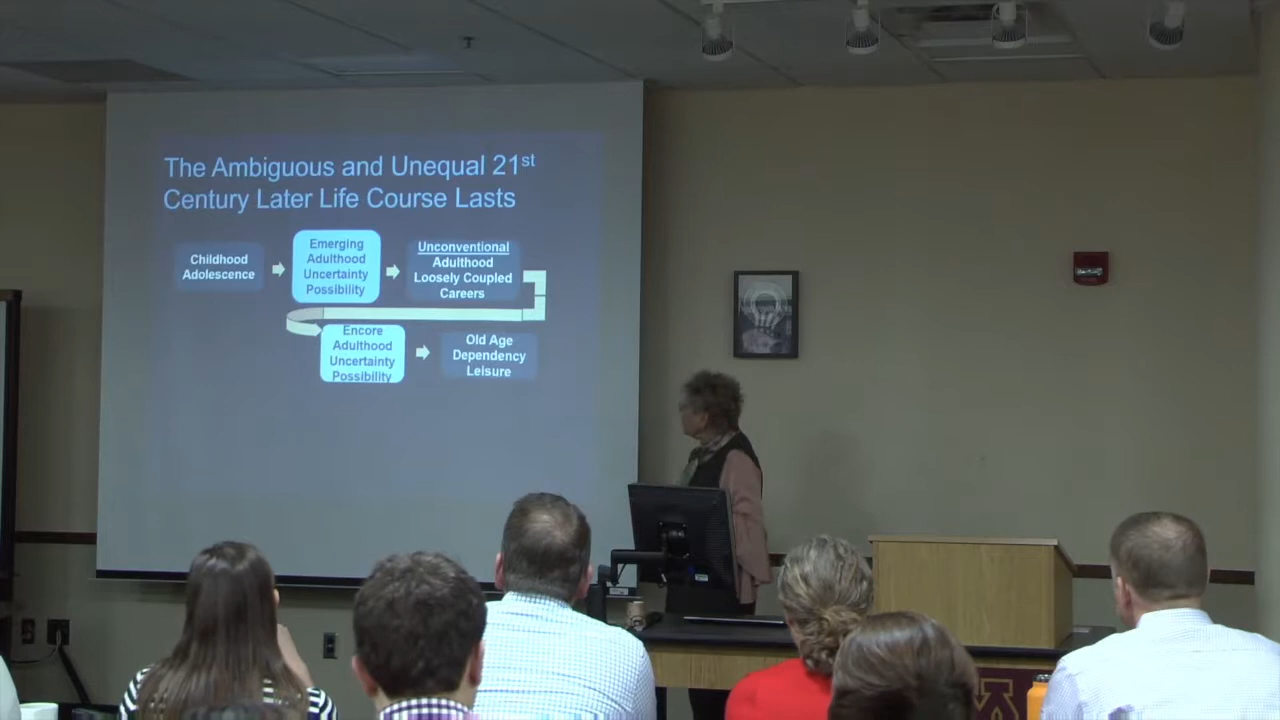 The Ambiguous and Unequal 21st
Century Later Life Course Lasts
Childhood
Adolescence
Emerging
Adulthood
Uncertainty
Possibility
Unconventional
Adulthood
Loosely Coupled
Careers
Encore
Adulthood
Uncertainty
Possibility
Old Age
Dependency
Leisure